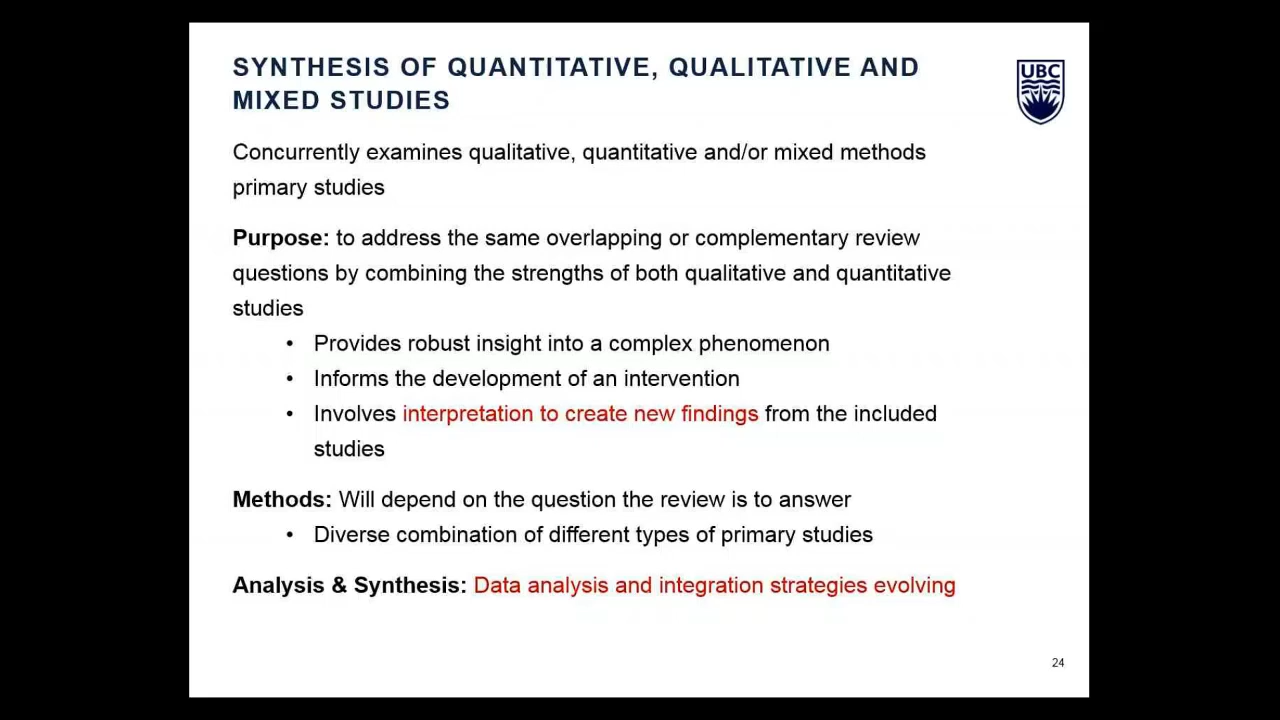 SYNTHESIS OF QUANTITATIVE, QUALITATIVE AND
MIXED STUDIES
UBC
Concurrently examines qualitative, quantitative and/or mixed methods
primary studies
Purpose: to address the same overlapping or complementary review
questions by combining the strengths of both qualitative and quantitative
studies
• Provides robust insight into a complex phenomenon
• Informs the development of an intervention
• Involves interpretation to create new findings from the included
studies
Methods: Will depend on the question the review is to answer
• Diverse combination of different types of primary studies
Analysis & Synthesis: Data analysis and integration strategies evolving
24